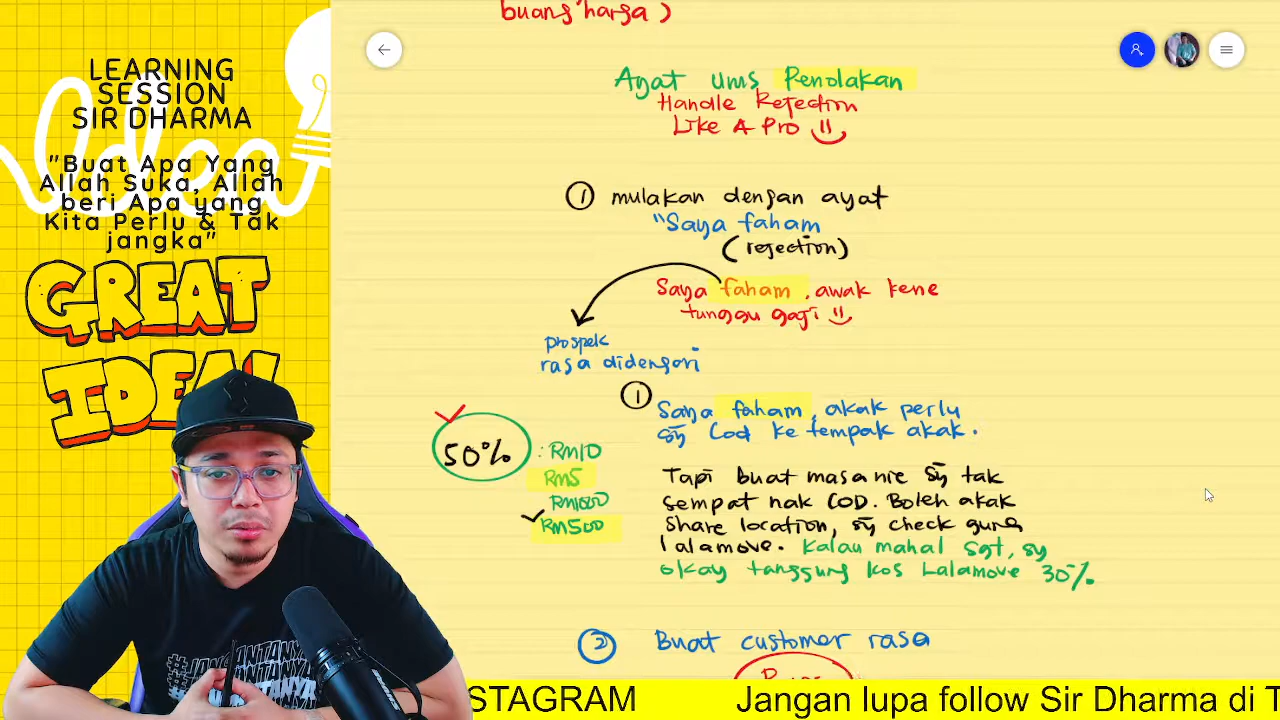 LEARNING
SESSION
SIR DHARMA
"Buat Apa Yang
Allah Suka, Allah
beri Apa yang
Kita Perlu & Tak
jangka"
Idea
GREAT
IDEA!
buang harga )
Ayat ums Penolakan
Handle Rejection
Like A Pro
1 mulakan dengan ayat
"Saya faham
(rejection)
Saya faham, awak kene
tunggu gaji
prospek
rasa didengari
1 Saya faham, akak perlu
sy Cod ke tempat akak.
50% : RM10
RM5
RM1000
RM500
Tapi buat masa nie sy tak
sempat nak COD. Boleh akak
Share location, sy check guna
lalamove. Kalau mahal sgt, sy
okay tanggung kos Lalamove 30%
2 Buat customer rasa
STAGRAM
Jangan lupa follow Sir Dharma di T